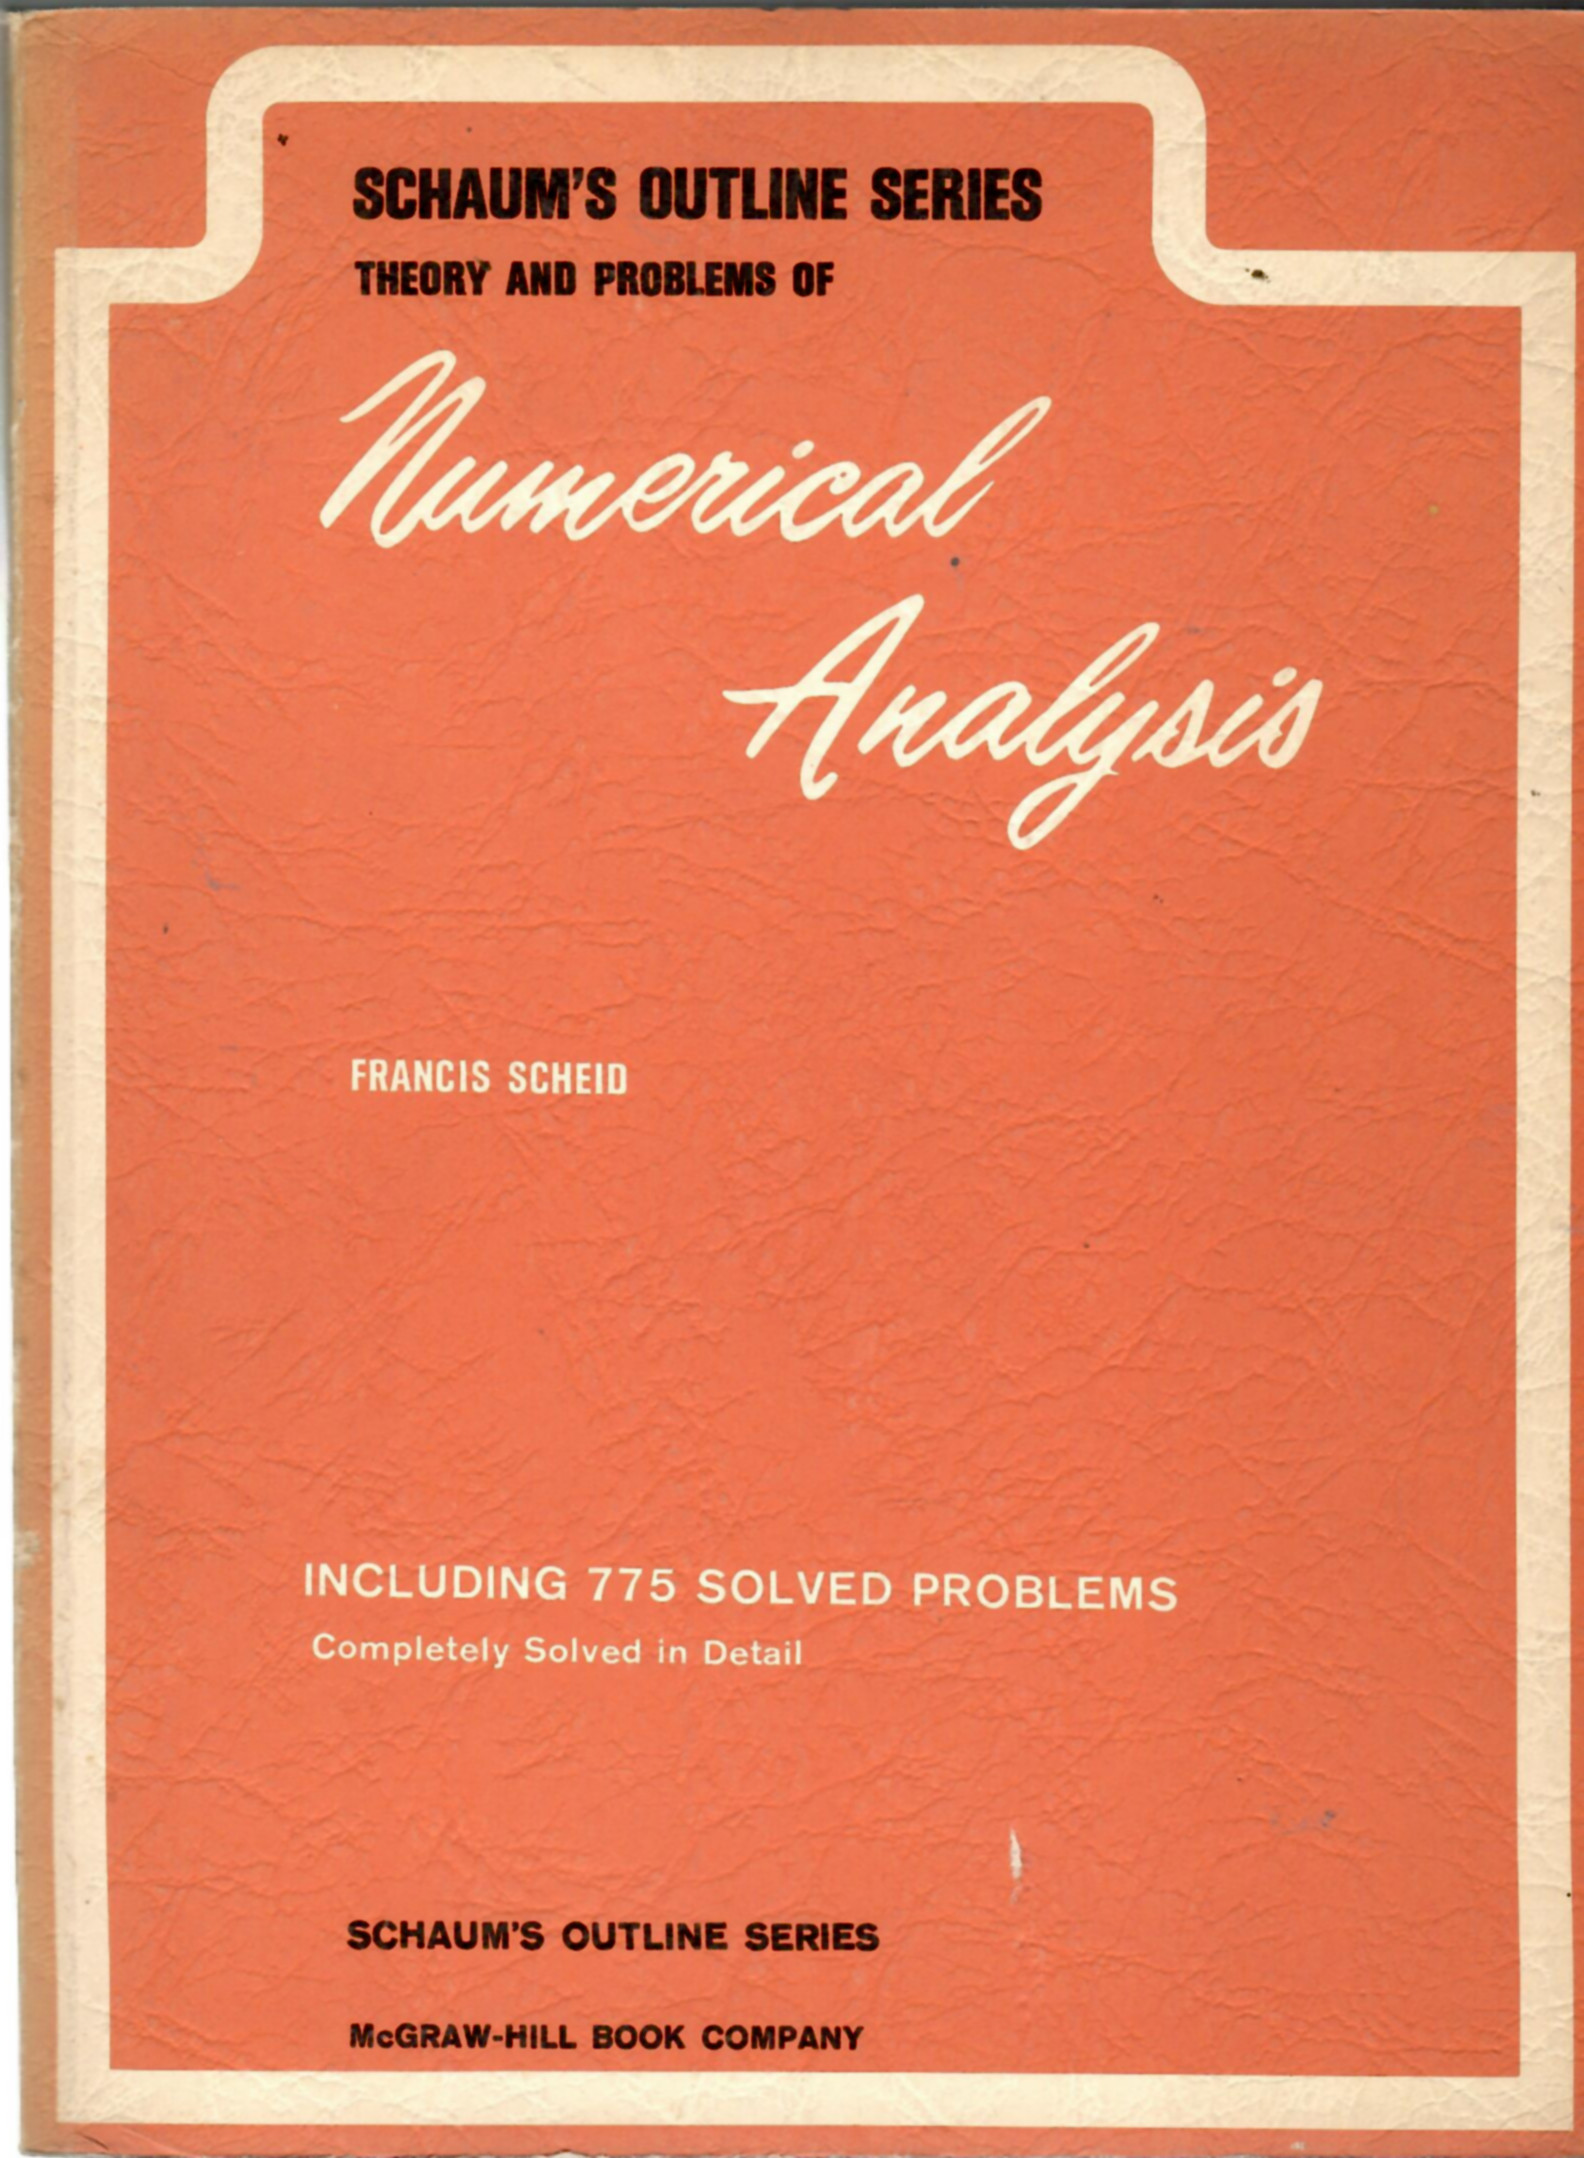 SCHAUM'S OUTLINE SERIES
THEORY AND PROBLEMS OF
Numerical
Analysis
FRANCIS SCHEID
INCLUDING 775 SOLVED PROBLEMS
Completely Solved in Detail
SCHAUM'S OUTLINE SERIES
McGRAW-HILL BOOK COMPANY